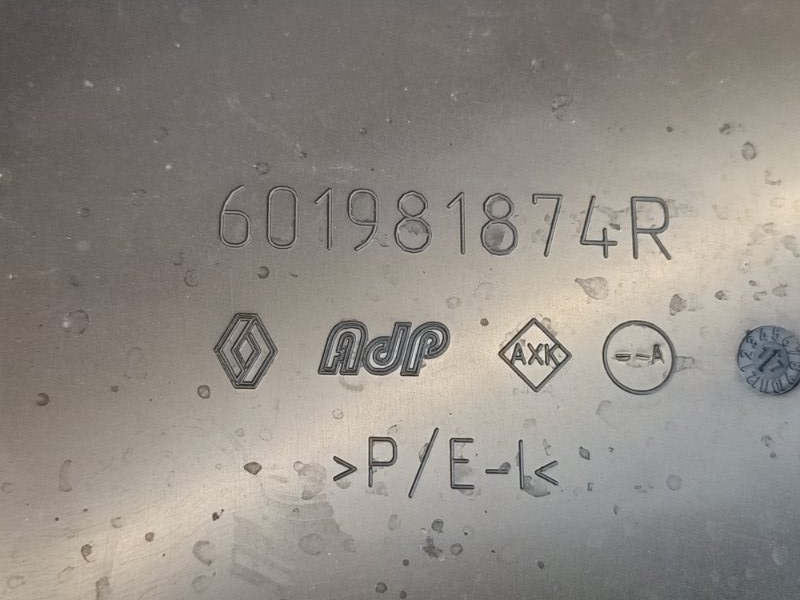 601981874R
AdP AXK --A
>P/E-I<